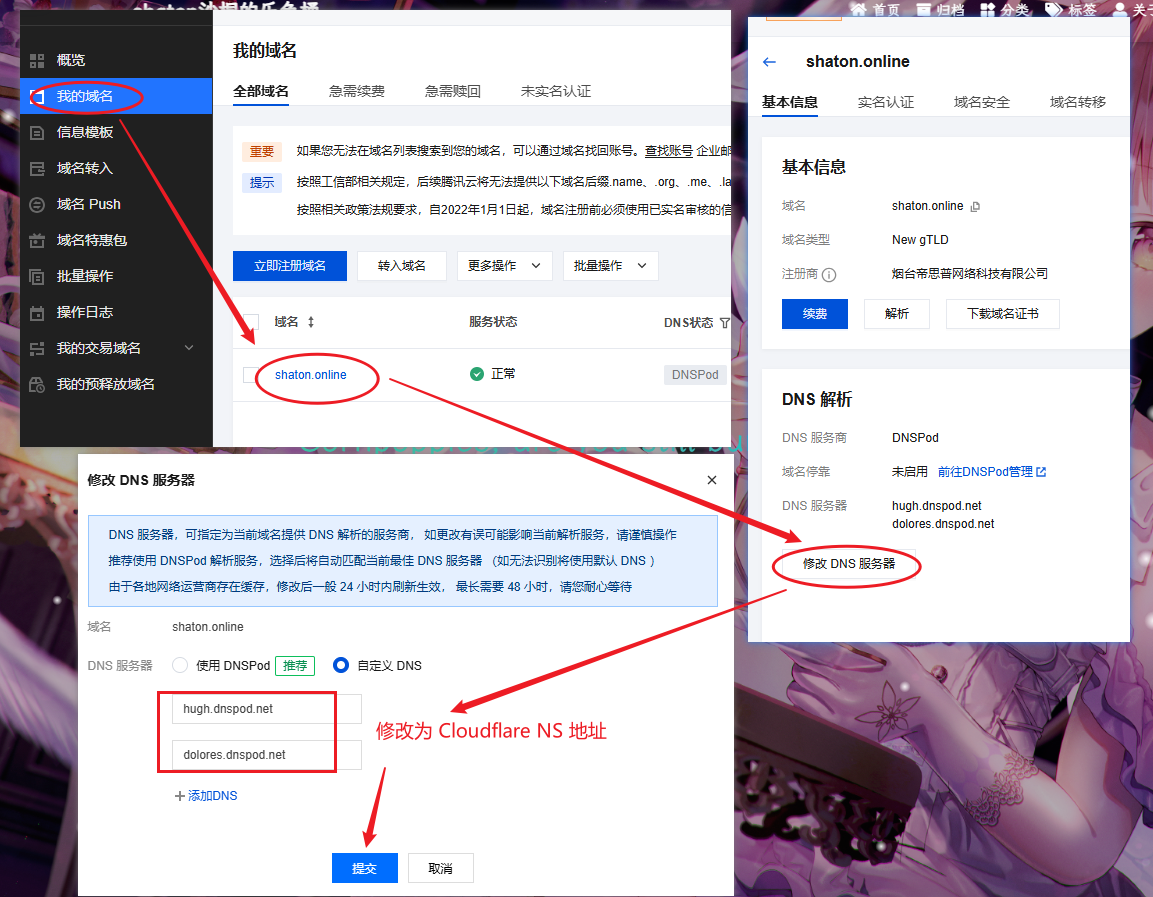 首页 归档 分类 标签 关于
概览
我的域名
信息模板
域名转入
域名 Push
域名特惠包
批量操作
操作日志
我的交易域名
我的预释放域名
我的域名
全部域名 急需续费 急需赎回 未实名认证
重要 如果您无法在域名列表搜索到您的域名，可以通过域名找回账号。查找账号 企业邮
提示 按照工信部相关规定，后续腾讯云将无法提供以下域名后缀.name、.org、.me、.la
按照相关政策法规要求，自2022年1月1日起，域名注册前必须使用已实名审核的信
立即注册域名 转入域名 更多操作 批量操作
域名 服务状态 DNS状态
shaton.online 正常 DNSPod
shaton.online
基本信息 实名认证 域名安全 域名转移
基本信息
域名 shaton.online
域名类型 New gTLD
注册商 烟台帝思普网络科技有限公司
续费 解析 下载域名证书
DNS 解析
DNS 服务商 DNSPod
域名停靠 未启用 前往DNSPod管理
DNS 服务器 hugh.dnspod.net
dolores.dnspod.net
修改 DNS 服务器
修改 DNS 服务器
DNS 服务器，可指定为当前域名提供 DNS 解析的服务商， 如更改有误可能影响当前解析服务，请谨慎操作
推荐使用 DNSPod 解析服务，选择后将自动匹配当前最佳 DNS 服务器 （如无法识别将使用默认 DNS ）
由于各地网络运营商存在缓存，修改后一般 24 小时内刷新生效， 最长需要 48 小时，请您耐心等待
域名 shaton.online
DNS 服务器 使用 DNSPod 推荐 自定义 DNS
hugh.dnspod.net
修改为 Cloudflare NS 地址
dolores.dnspod.net
添加DNS
提交 取消